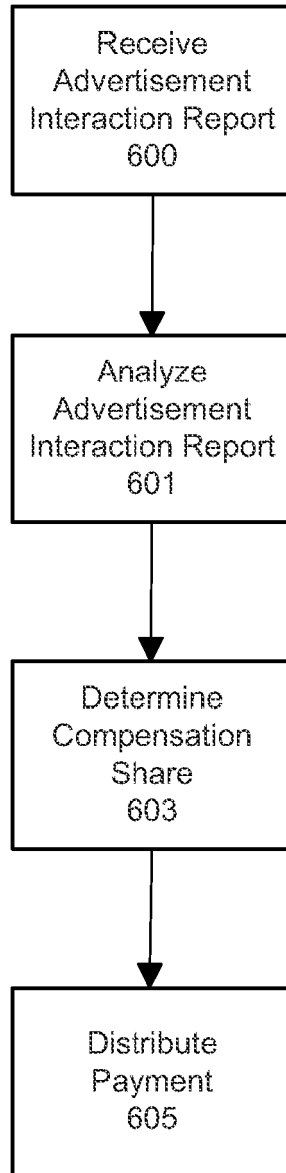 Receive
Advertisement
Interaction Report
600
Analyze
Advertisement
Interaction Report
601
Determine
Compensation
Share
603
Distribute
Payment
605